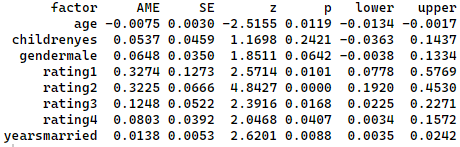 factor AME SE z p lower upper
age -0.0075 0.0030 -2.5155 0.0119 -0.0134 -0.0017
childrenyes 0.0537 0.0459 1.1698 0.2421 -0.0363 0.1437
gendermale 0.0648 0.0350 1.8511 0.0642 -0.0038 0.1334
rating1 0.3274 0.1273 2.5714 0.0101 0.0778 0.5769
rating2 0.3225 0.0666 4.8427 0.0000 0.1920 0.4530
rating3 0.1248 0.0522 2.3916 0.0168 0.0225 0.2271
rating4 0.0803 0.0392 2.0468 0.0407 0.0034 0.1572
yearsmarried 0.0138 0.0053 2.6201 0.0088 0.0035 0.0242